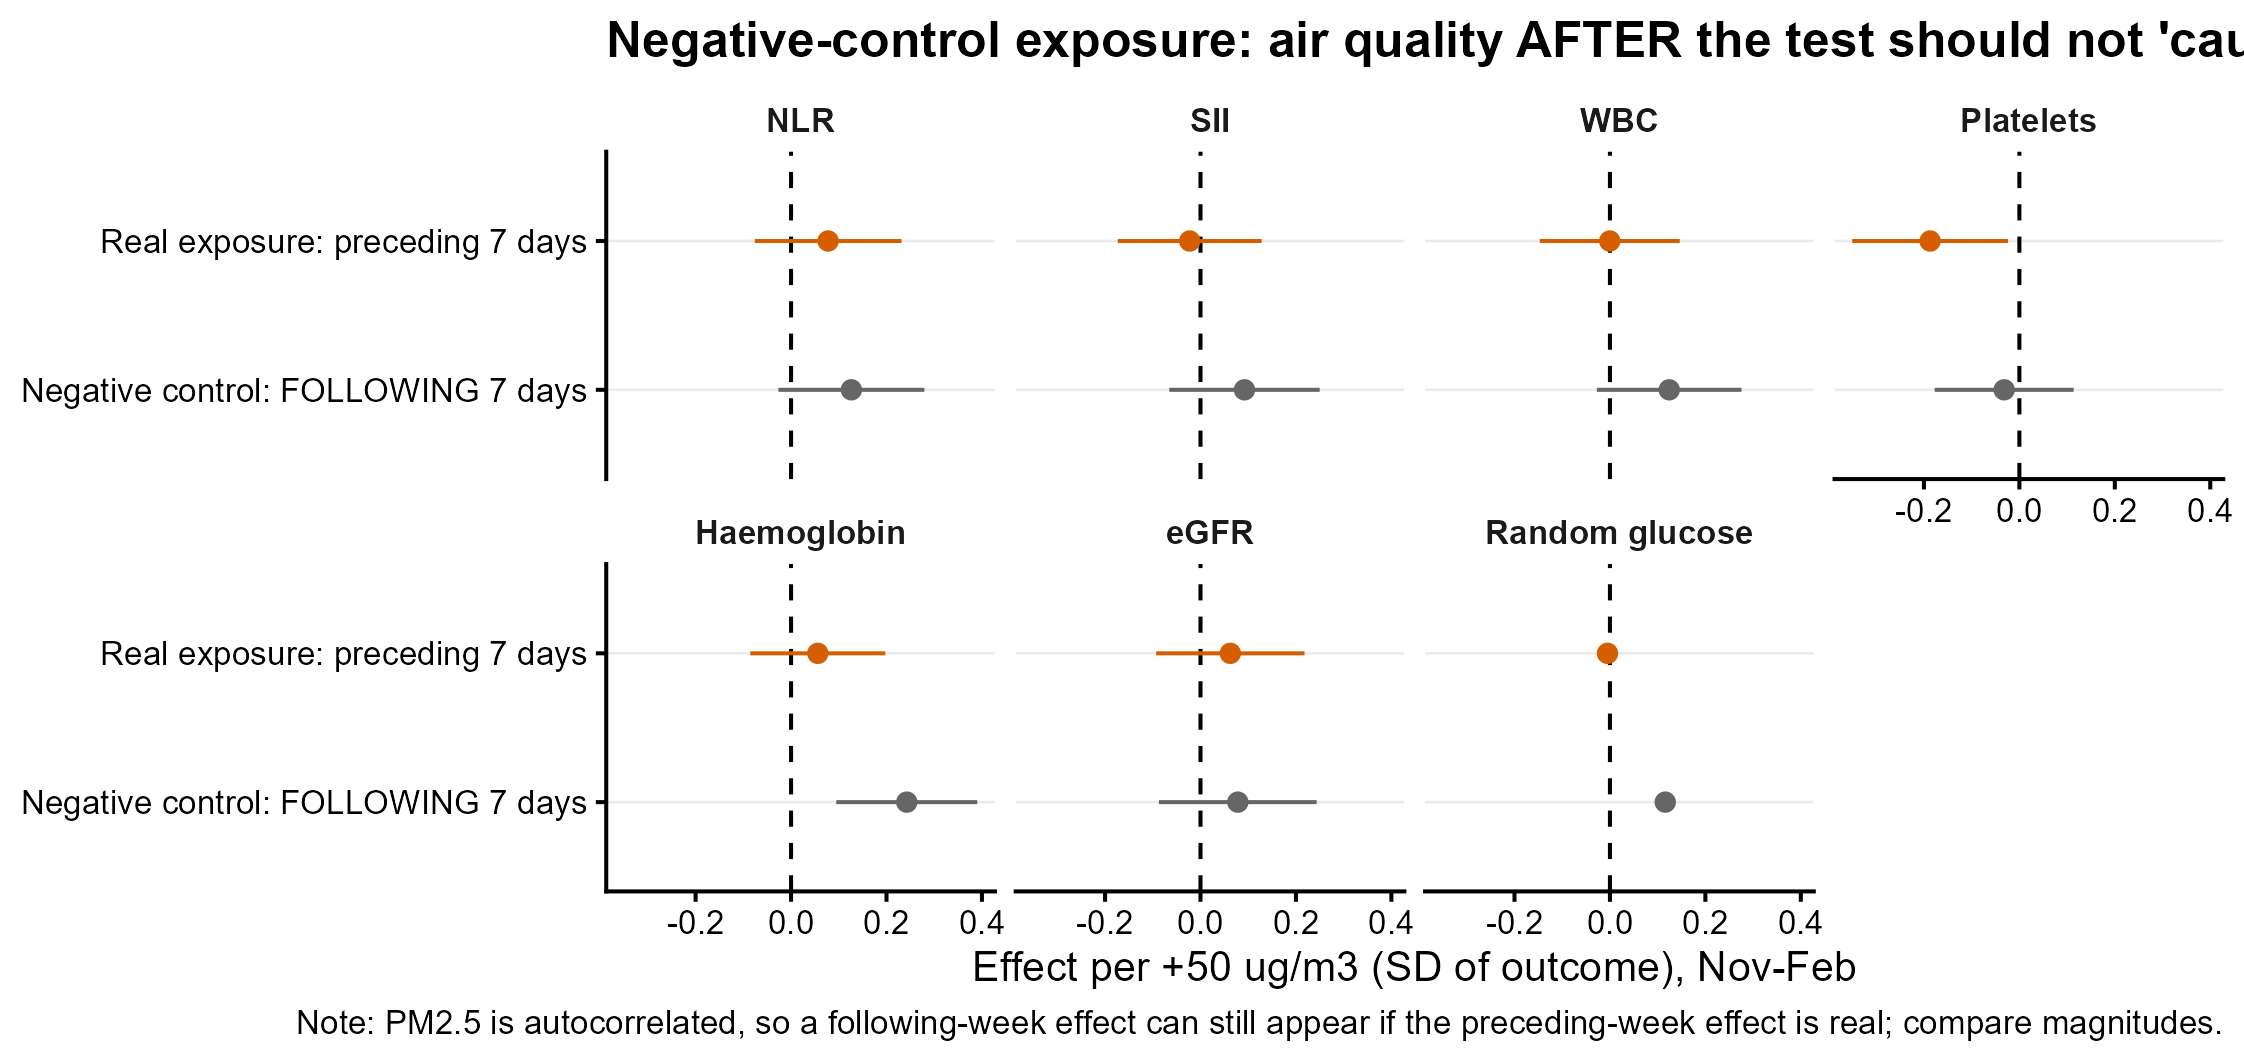 Negative-control exposure: air quality AFTER the test should not 'cau
NLR
SII
WBC
Platelets
Real exposure: preceding 7 days
Negative control: FOLLOWING 7 days
-0.2 0.0 0.2 0.4
Haemoglobin
eGFR
Random glucose
Real exposure: preceding 7 days
Negative control: FOLLOWING 7 days
-0.2 0.0 0.2 0.4
-0.2 0.0 0.2 0.4
-0.2 0.0 0.2 0.4
Effect per +50 ug/m3 (SD of outcome), Nov-Feb
Note: PM2.5 is autocorrelated, so a following-week effect can still appear if the preceding-week effect is real; compare magnitudes.